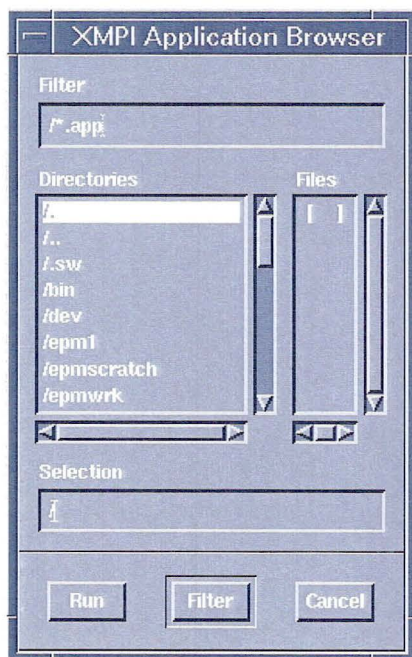 XMPI Application Browser
Filter
/*.app
Directories
Files
/.
[ ]
/..
/.sw
/bin
/dev
/epm1
/epmscratch
/epmwrk
Selection
/
Run
Filter
Cancel